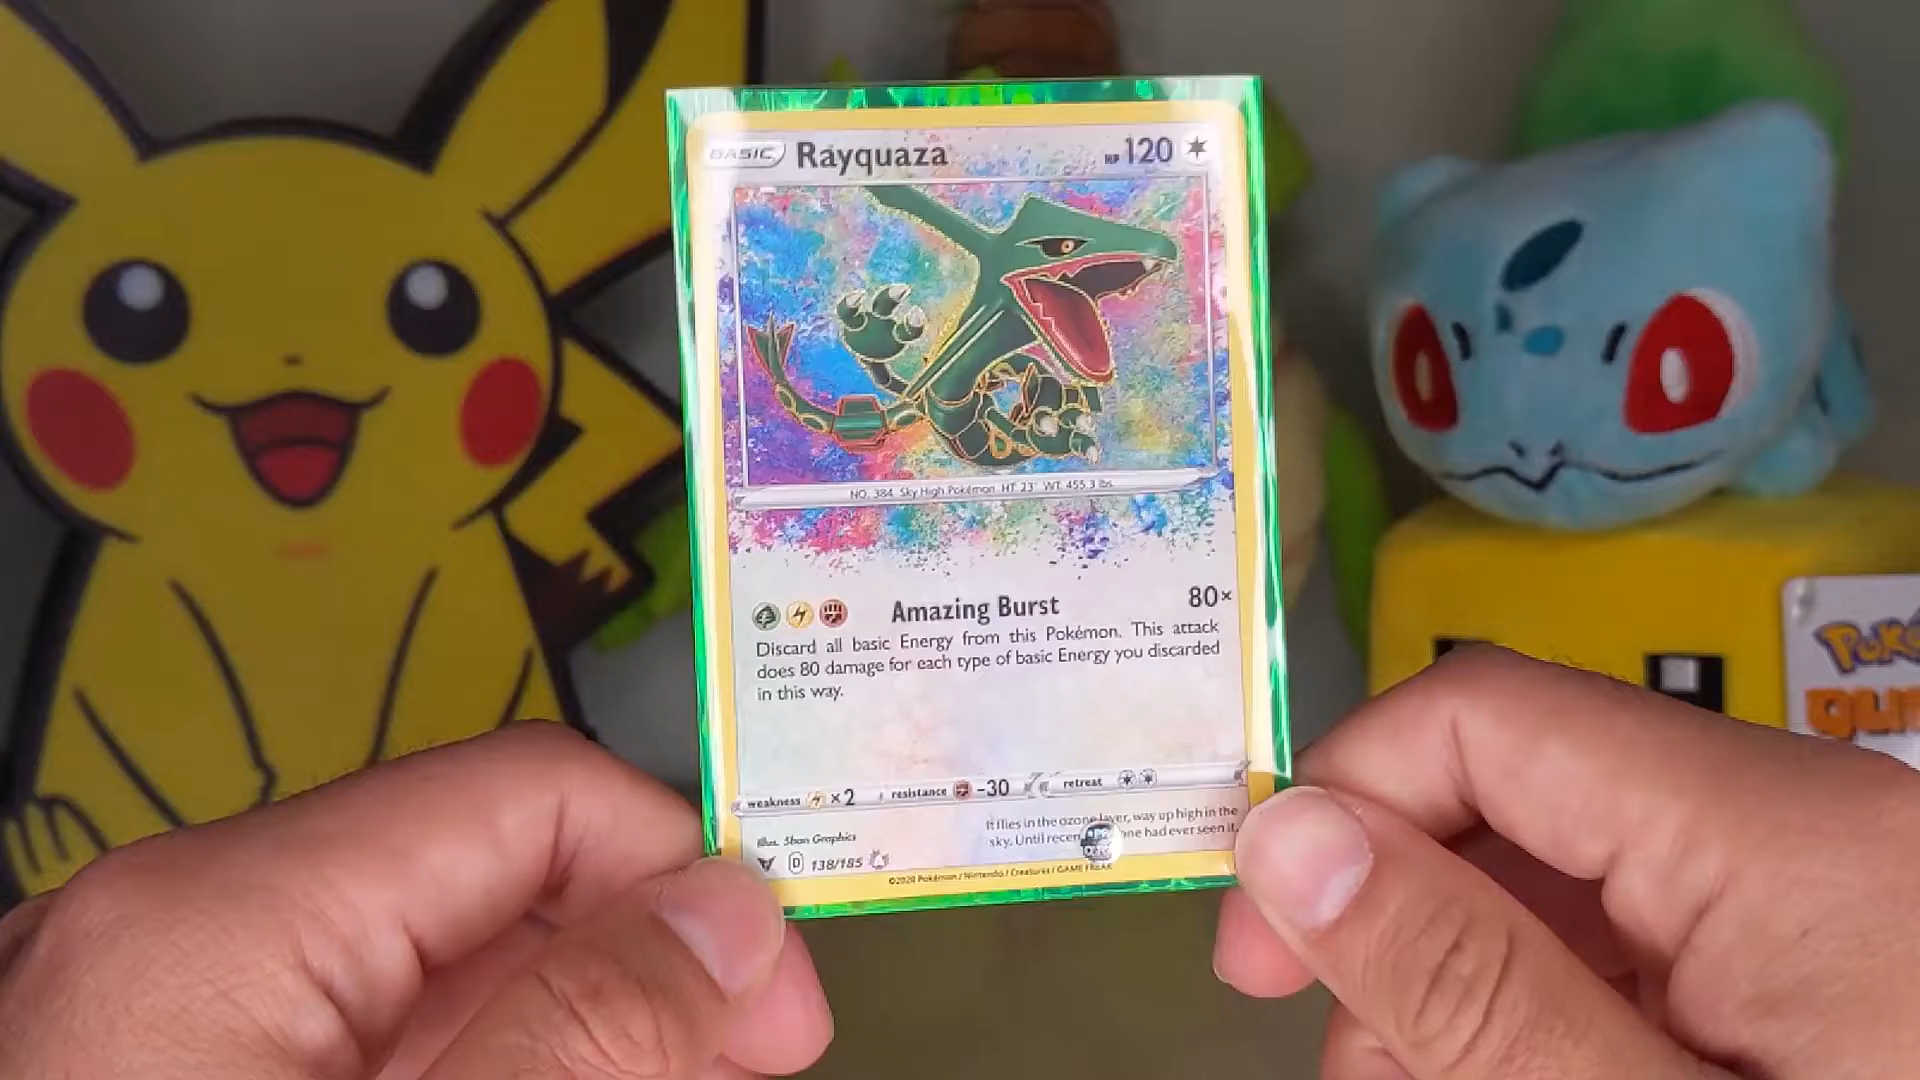 BASIC Rayquaza HP 120
NO. 384 Sky High Pokémon HT: 23' WT: 455.3 lbs.
Amazing Burst 80×
Discard all basic Energy from this Pokémon. This attack
does 80 damage for each type of basic Energy you discarded
in this way.
weakness ×2 resistance -30 retreat
Illus. Shan Graphics
It flies in the ozone layer, way up high in the
sky. Until recen one had ever seen it.
D 138/185
©2020 Pokémon / Nintendo / Creatures / GAME FREAK